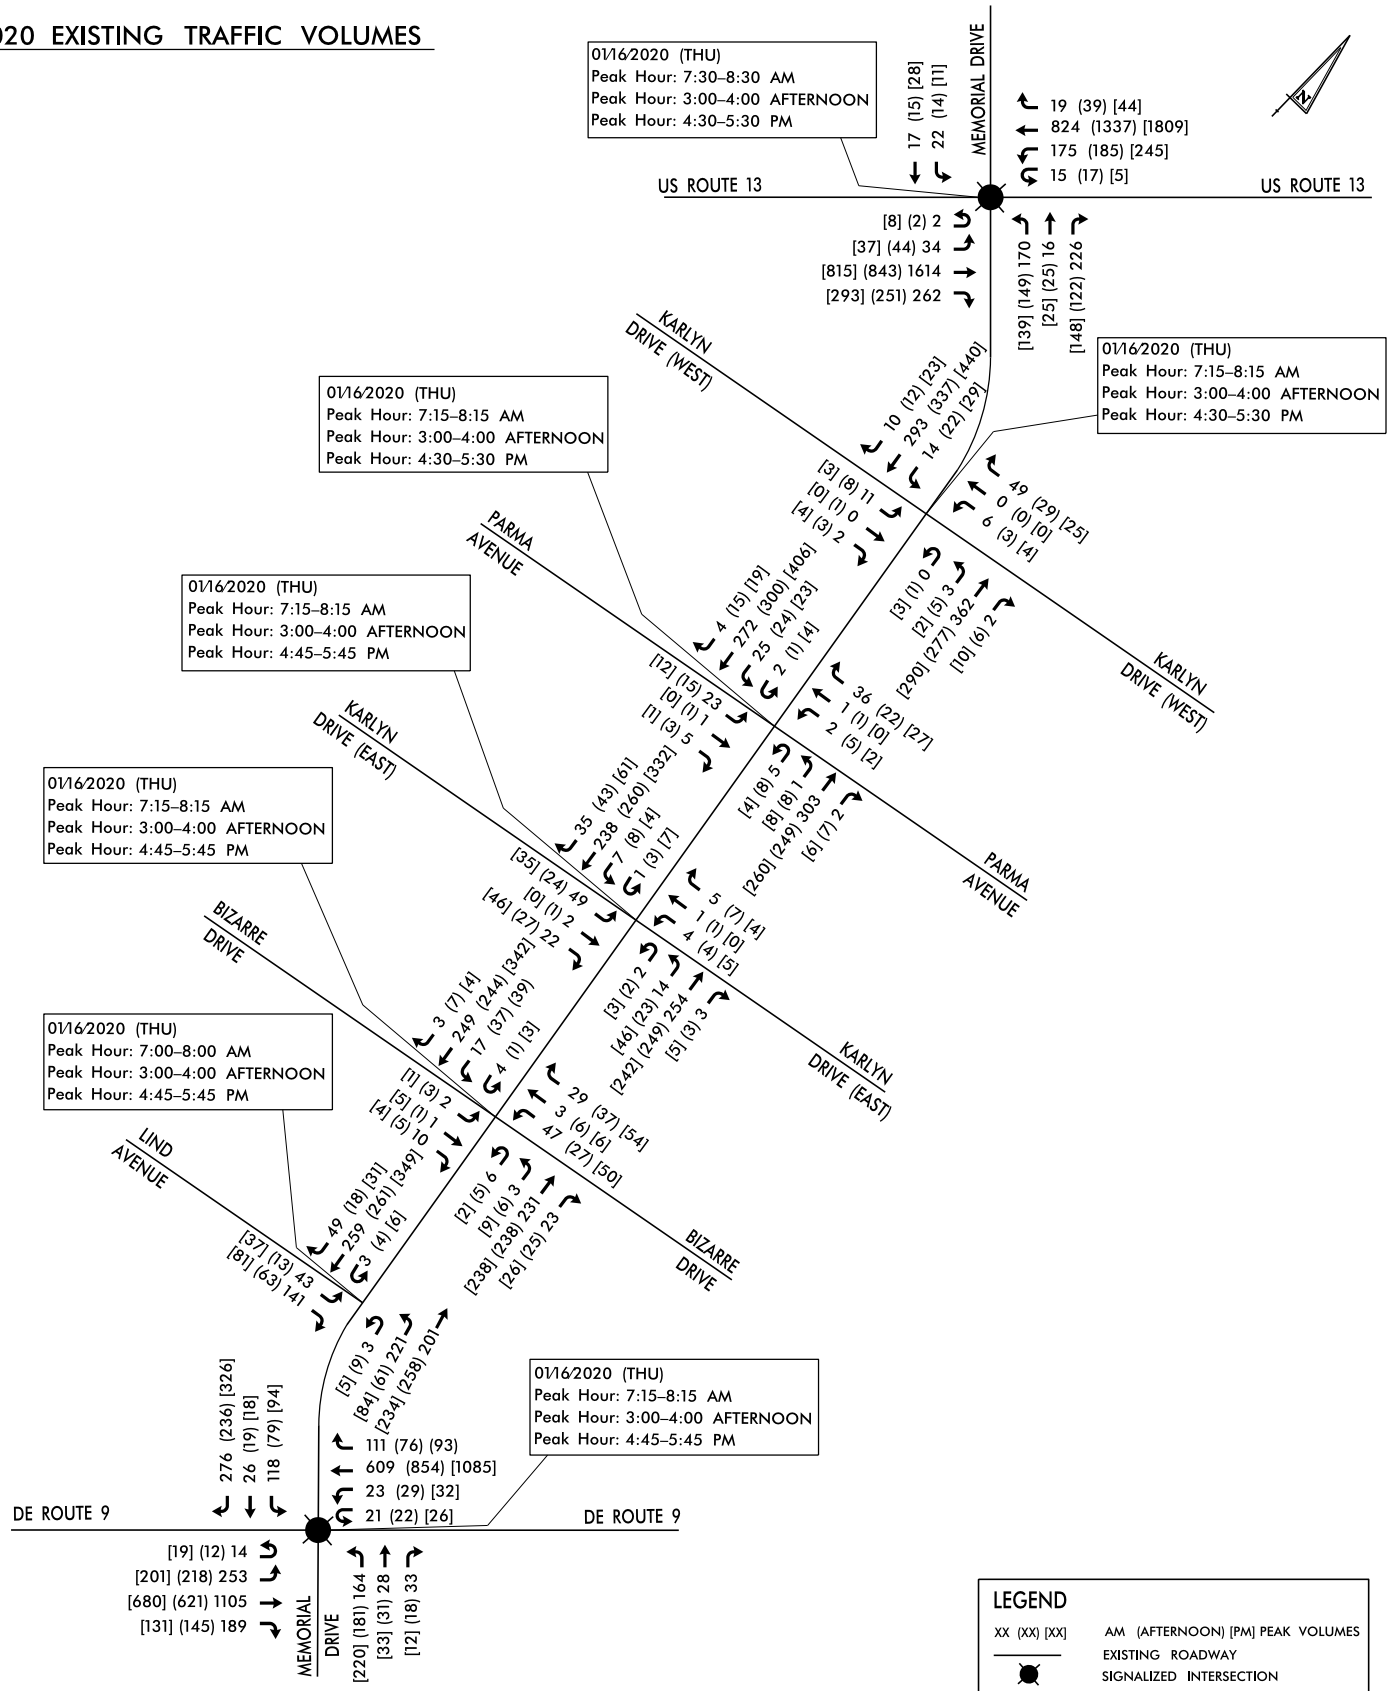 020 EXISTING TRAFFIC VOLUMES
01/16/2020 (THU)
Peak Hour: 7:30–8:30 AM
Peak Hour: 3:00–4:00 AFTERNOON
Peak Hour: 4:30–5:30 PM
17 (15) [28]
22 (14) [11]
MEMORIAL DRIVE
19 (39) [44]
824 (1337) [1809]
175 (185) [245]
15 (17) [5]
N
US ROUTE 13
US ROUTE 13
[8] (2) 2
[37] (44) 34
[815] (843) 1614
[293] (251) 262
[139] (149) 170
[25] (25) 16
[148] (122) 226
KARLYN
DRIVE (WEST)
01/16/2020 (THU)
Peak Hour: 7:15–8:15 AM
Peak Hour: 3:00–4:00 AFTERNOON
Peak Hour: 4:30–5:30 PM
10 (12) [23]
293 (337) [440]
14 (22) [29]
01/16/2020 (THU)
Peak Hour: 7:15–8:15 AM
Peak Hour: 3:00–4:00 AFTERNOON
Peak Hour: 4:30–5:30 PM
[3] (8) 11
[0] (1) 0
[4] (3) 2
49 (29) [25]
0 (0) [0]
6 (3) [4]
[3] (1) 0
[2] (5) 3
[290] (277) 362
[10] (6) 2
KARLYN
DRIVE (WEST)
PARMA
AVENUE
4 (15) [19]
272 (300) [406]
25 (24) [23]
2 (1) [4]
01/16/2020 (THU)
Peak Hour: 7:15–8:15 AM
Peak Hour: 3:00–4:00 AFTERNOON
Peak Hour: 4:45–5:45 PM
[12] (15) 23
[0] (1) 1
[1] (3) 5
36 (22) [27]
1 (1) [0]
2 (5) [2]
[4] (8) 5
[8] (8) 1
[260] (249) 303
[6] (7) 2
PARMA
AVENUE
KARLYN
DRIVE (EAST)
35 (43) [61]
238 (260) [332]
7 (8) [4]
1 (3) [7]
01/16/2020 (THU)
Peak Hour: 7:15–8:15 AM
Peak Hour: 3:00–4:00 AFTERNOON
Peak Hour: 4:45–5:45 PM
[35] (24) 49
[0] (1) 2
[46] (27) 22
5 (7) [4]
1 (1) [0]
4 (4) [5]
[3] (2) 2
[46] (23) 14
[242] (249) 254
[5] (3) 3
KARLYN
DRIVE (EAST)
BIZARRE
DRIVE
3 (7) [4]
249 (244) [342]
17 (37) (39)
4 (1) [3]
01/16/2020 (THU)
Peak Hour: 7:00–8:00 AM
Peak Hour: 3:00–4:00 AFTERNOON
Peak Hour: 4:45–5:45 PM
[1] (3) 2
[5] (1) 1
[4] (5) 10
29 (37) [54]
3 (6) [6]
47 (27) [50]
[2] (5) 6
[9] (6) 3
[238] (238) 231
[26] (25) 23
BIZARRE
DRIVE
LIND
AVENUE
49 (18) [31]
259 (261) [349]
3 (4) [6]
[37] (13) 43
[81] (63) 141
[5] (9) 3
[84] (61) 221
[234] (258) 201
01/16/2020 (THU)
Peak Hour: 7:15–8:15 AM
Peak Hour: 3:00–4:00 AFTERNOON
Peak Hour: 4:45–5:45 PM
276 (236) [326]
26 (19) [18]
118 (79) [94]
111 (76) (93)
609 (854) [1085]
23 (29) [32]
21 (22) [26]
DE ROUTE 9
DE ROUTE 9
[19] (12) 14
[201] (218) 253
[680] (621) 1105
[131] (145) 189
MEMORIAL
DRIVE
[220] (181) 164
[33] (31) 28
[12] (18) 33
LEGEND
XX (XX) [XX] AM (AFTERNOON) [PM] PEAK VOLUMES
EXISTING ROADWAY
SIGNALIZED INTERSECTION